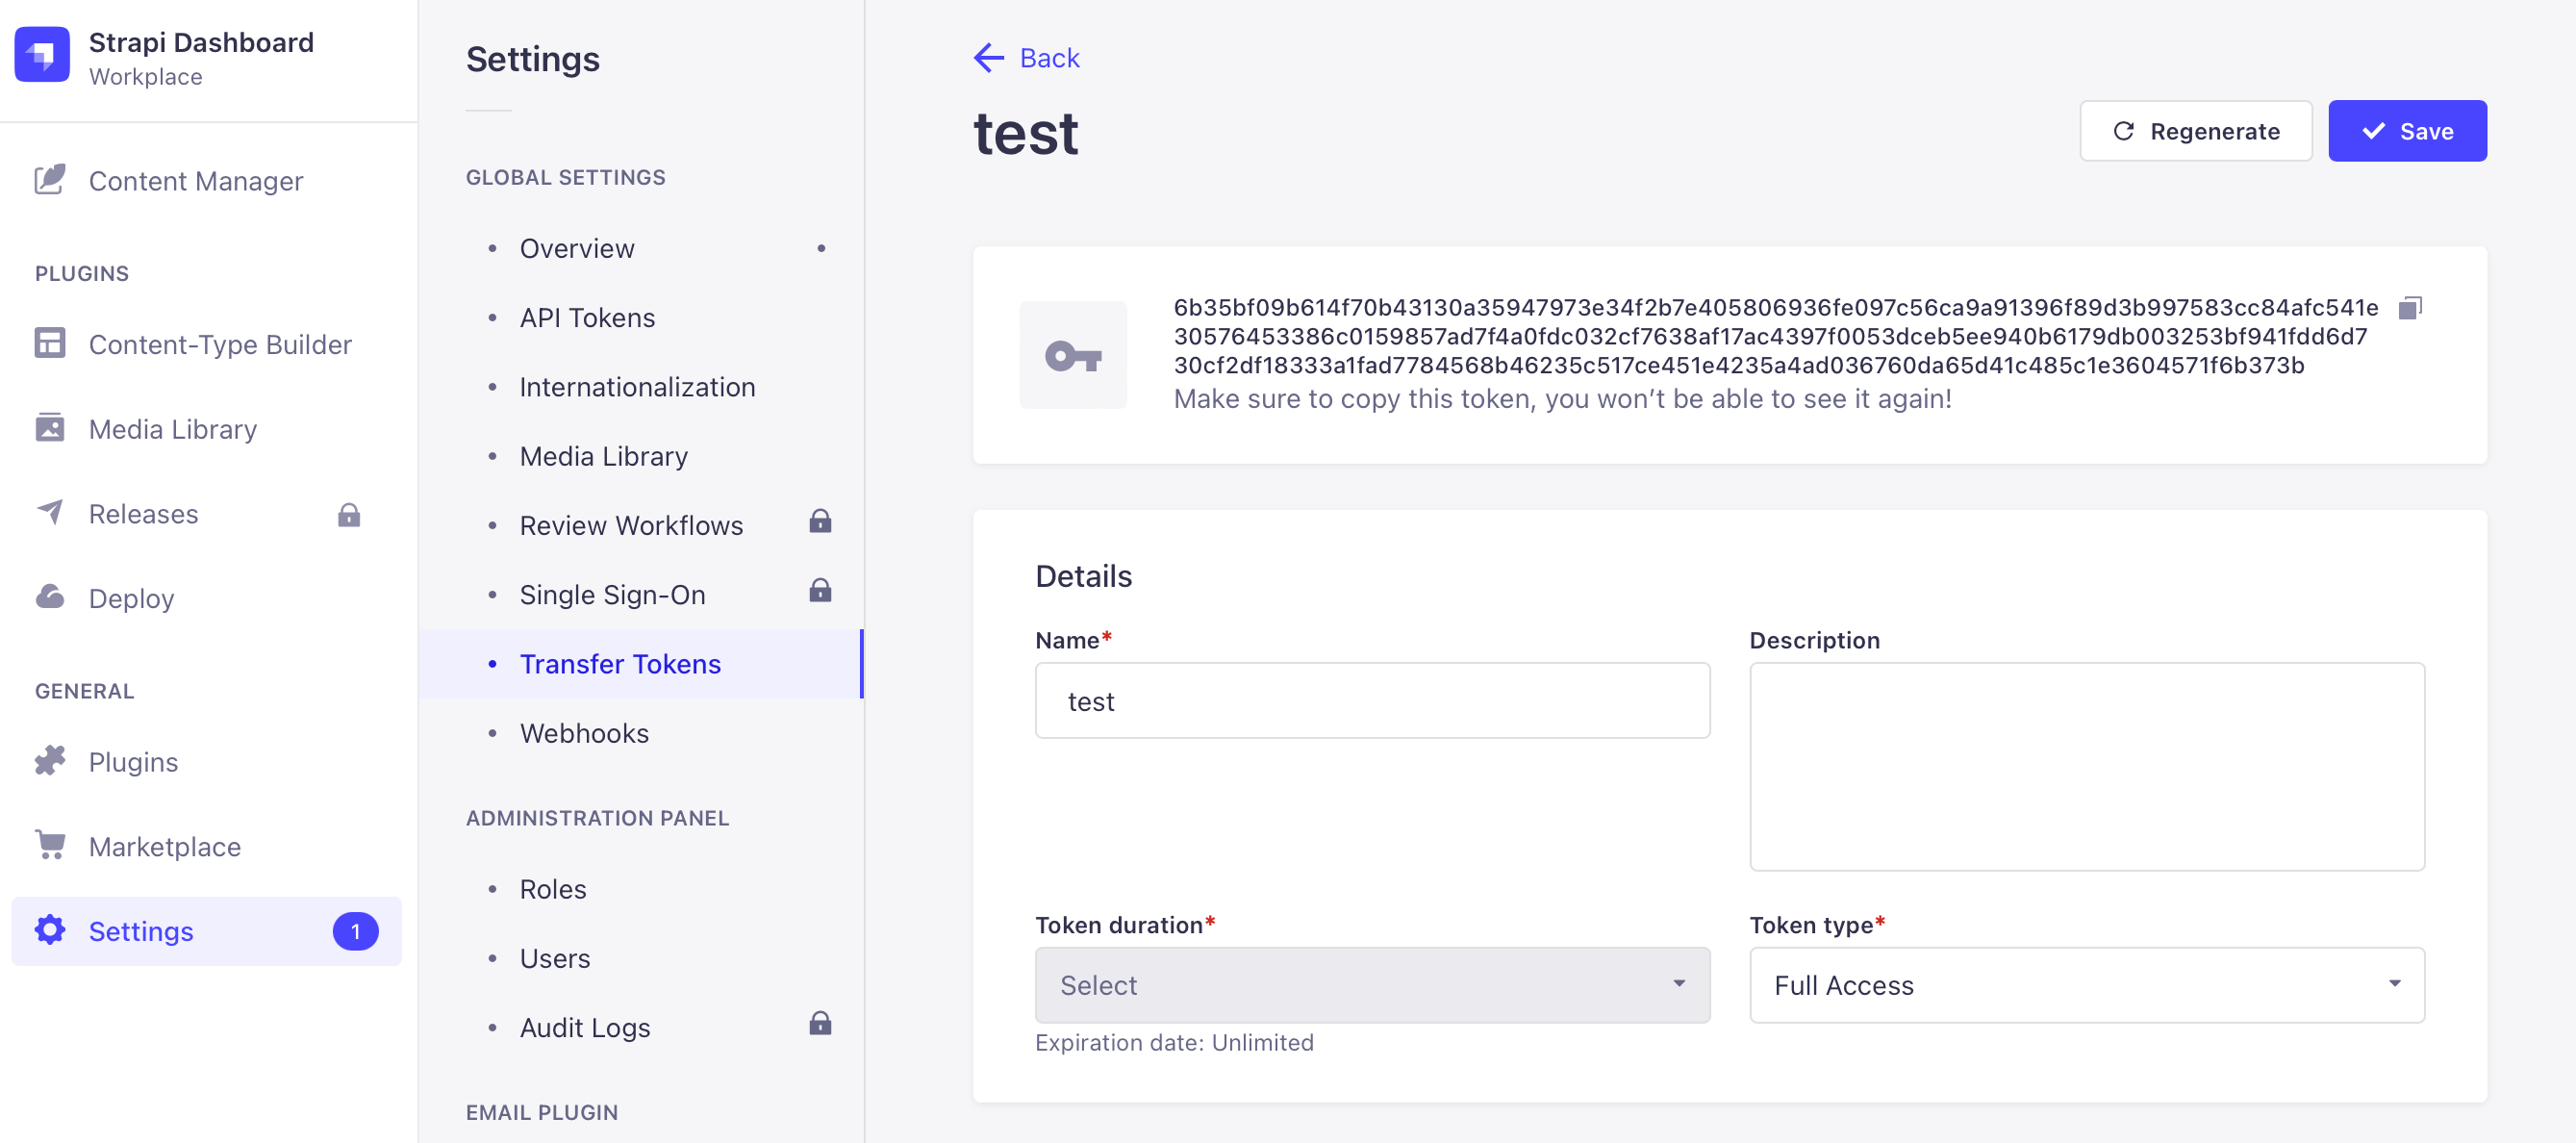 Strapi Dashboard
Workplace
Content Manager
PLUGINS
Content-Type Builder
Media Library
Releases
Deploy
GENERAL
Plugins
Marketplace
Settings 1
Settings
GLOBAL SETTINGS
• Overview •
• API Tokens
• Internationalization
• Media Library
• Review Workflows
• Single Sign-On
• Transfer Tokens
• Webhooks
ADMINISTRATION PANEL
• Roles
• Users
• Audit Logs
EMAIL PLUGIN
Back
test
Regenerate
Save
6b35bf09b614f70b43130a35947973e34f2b7e405806936fe097c56ca9a91396f89d3b997583cc84afc541e
30576453386c0159857ad7f4a0fdc032cf7638af17ac4397f0053dceb5ee940b6179db003253bf941fdd6d7
30cf2df18333a1fad7784568b46235c517ce451e4235a4ad036760da65d41c485c1e3604571f6b373b
Make sure to copy this token, you won’t be able to see it again!
Details
Name*
test
Description
Token duration*
Select
Expiration date: Unlimited
Token type*
Full Access